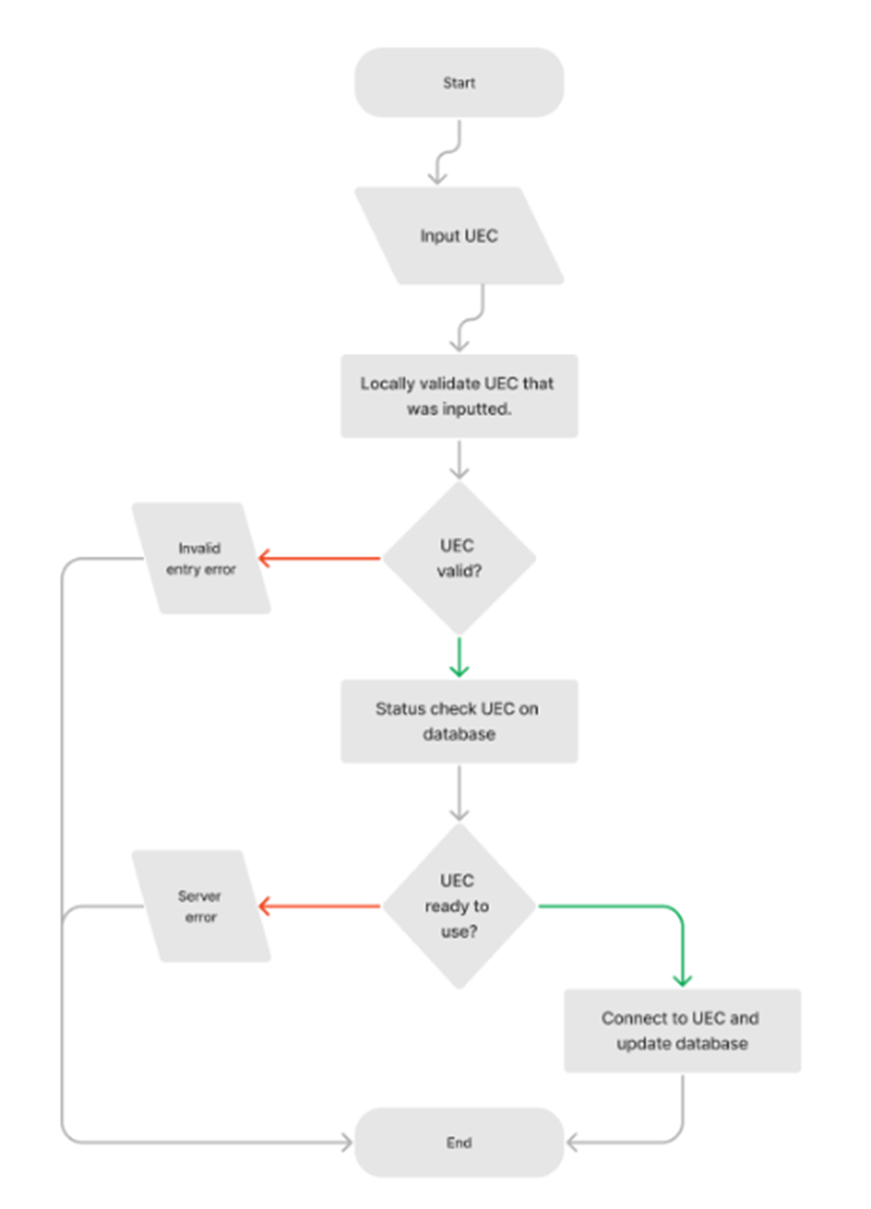 Start
Input UEC
Locally validate UEC that
was inputted.
UEC
valid?
Invalid
entry error
Status check UEC on
database
UEC
ready to
use?
Server
error
Connect to UEC and
update database
End